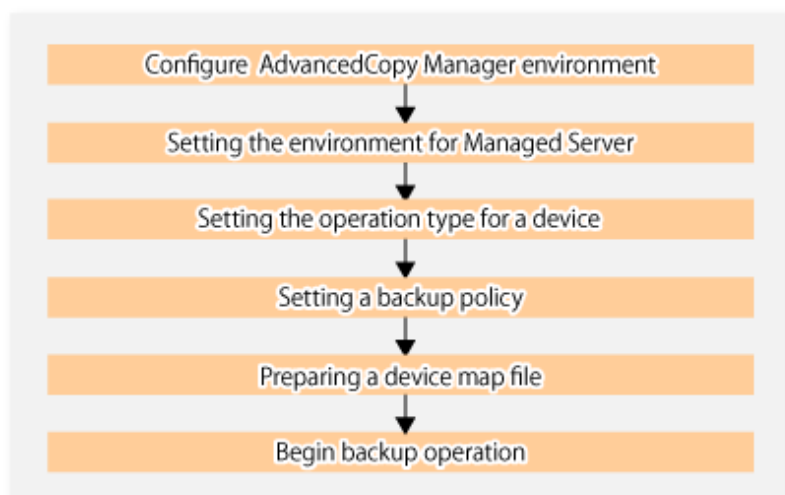 Configure AdvancedCopy Manager environment
Setting the environment for Managed Server
Setting the operation type for a device
Setting a backup policy
Preparing a device map file
Begin backup operation